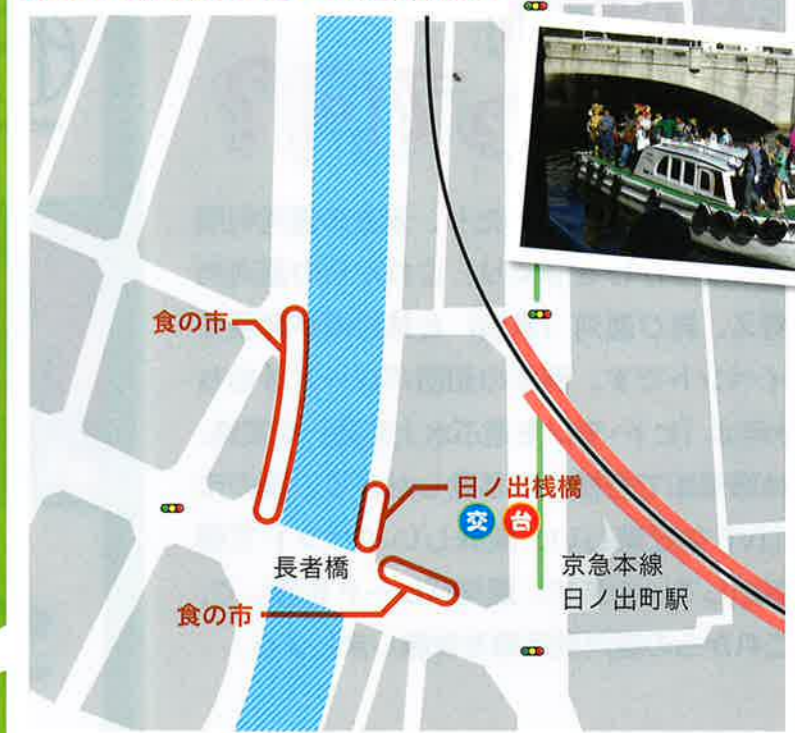 食の市
日ノ出桟橋
交 台
長者橋
食の市
京急本線
日ノ出町駅